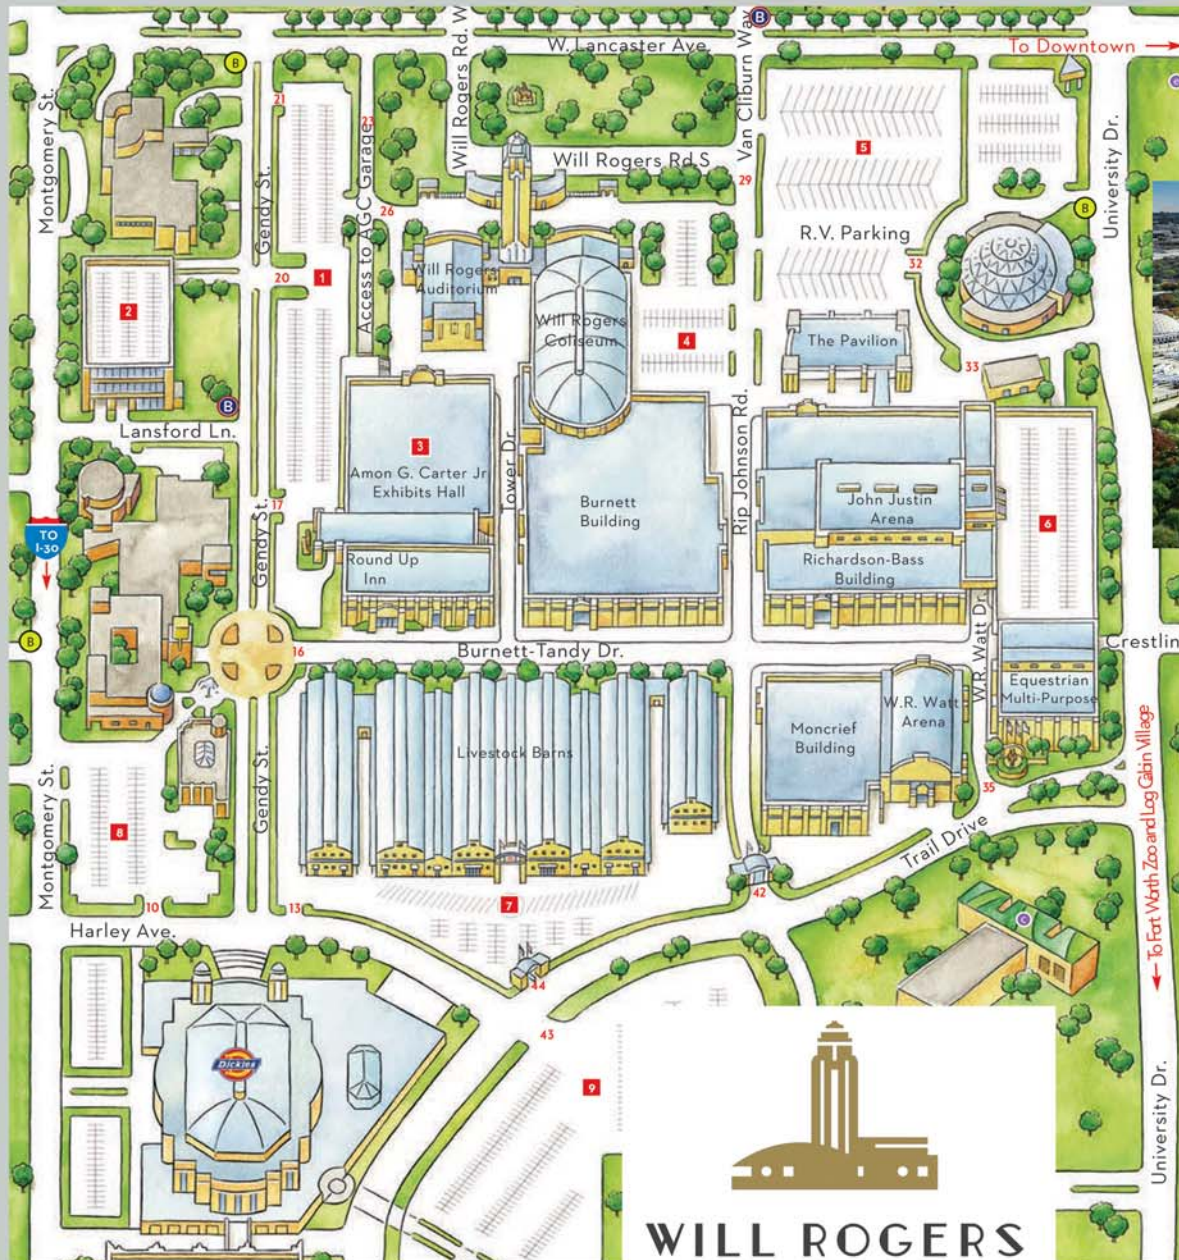 B
W. Lancaster Ave.
To Downtown
B
21
23
Montgomery St.
Gendy St.
Access to AGC Garage
Will Rogers Rd. W
Will Rogers Rd S
Van Cliburn Way
University Dr.
5
29
26
B
R.V. Parking
32
20
1
2
Will Rogers
Auditorium
Will Rogers
Coliseum
4
The Pavilion
33
B
Lansford Ln.
3
Amon G. Carter Jr
Exhibits Hall
Tower Dr.
Burnett
Building
Rip Johnson Rd.
John Justin
Arena
6
17
Gendy St.
TO
I-30
Round Up
Inn
Richardson-Bass
Building
W.R. Watt Dr.
B
16
Burnett-Tandy Dr.
Crestlin
Equestrian
Multi-Purpose
W.R. Watt
Arena
Moncrief
Building
Livestock Barns
Gendy St.
Montgomery St.
8
35
Trail Drive
To Fort Worth Zoo and Log Cabin Village
42
10
13
7
Harley Ave.
C
44
43
9
Dickies
University Dr.
WILL ROGERS